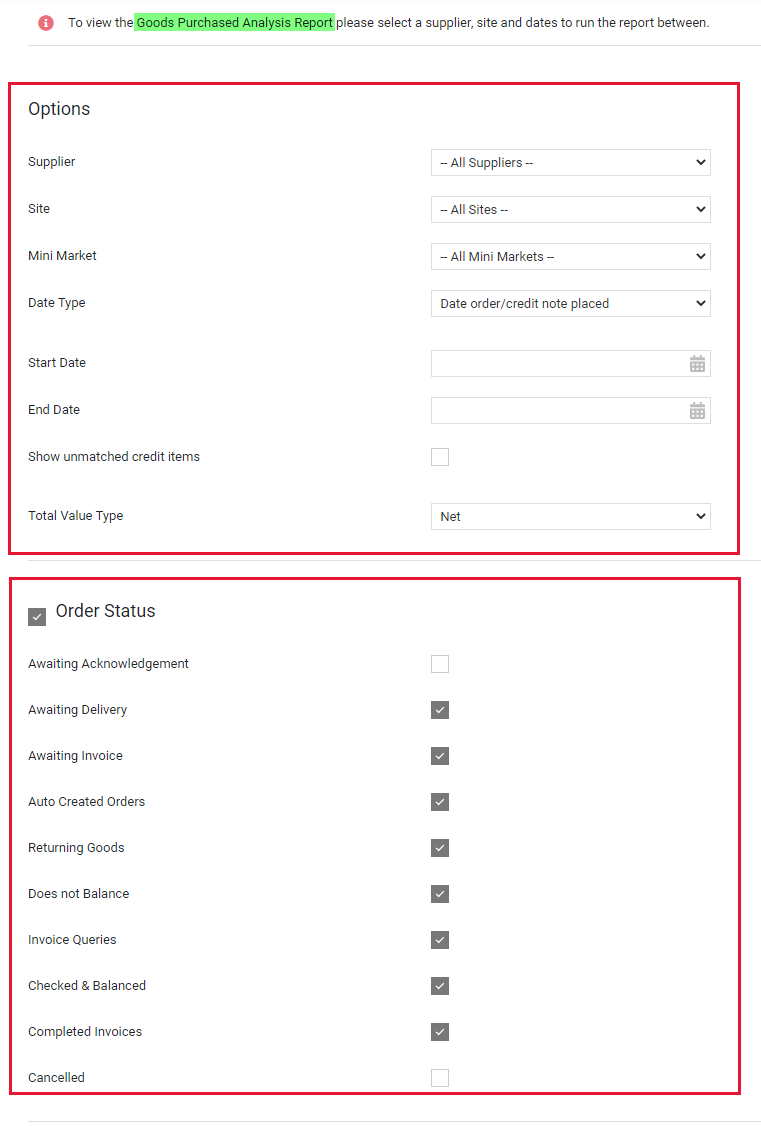 To view the Goods Purchased Analysis Report please select a supplier, site and dates to run the report between.
Options
Supplier
-- All Suppliers --
Site
-- All Sites --
Mini Market
-- All Mini Markets --
Date Type
Date order/credit note placed
Start Date
End Date
Show unmatched credit items
Total Value Type
Net
Order Status
Awaiting Acknowledgement
Awaiting Delivery
Awaiting Invoice
Auto Created Orders
Returning Goods
Does not Balance
Invoice Queries
Checked & Balanced
Completed Invoices
Cancelled